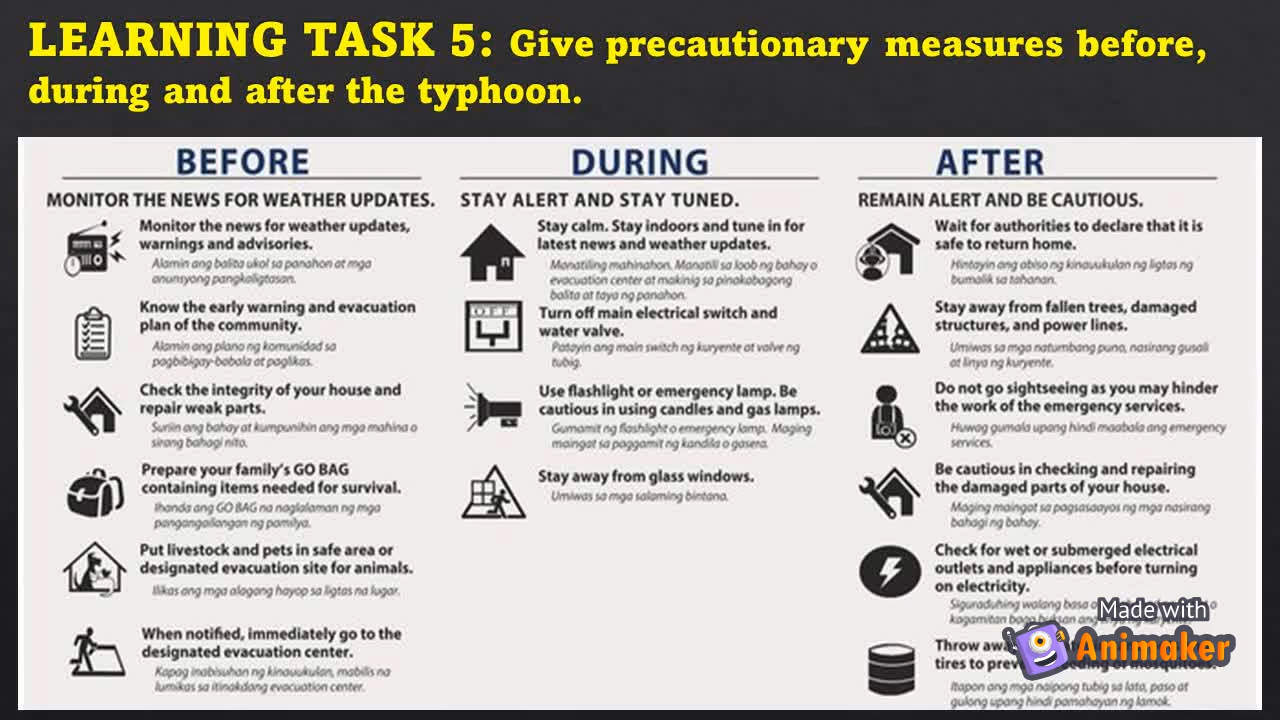 LEARNING TASK 5: Give precautionary measures before,
during and after the typhoon.
BEFORE
MONITOR THE NEWS FOR WEATHER UPDATES.
Monitor the news for weather updates,
warnings and advisories.
Alamin ang balita ukol sa panahon at mga
anunsyong pangkaligtasan.
Know the early warning and evacuation
plan of the community.
Alamin ang plano ng komunidad sa
pagbibigay-babala at paglikas.
Check the integrity of your house and
repair weak parts.
Suriin ang bahay at kumpunihin ang mga mahina o
sirang bahagi nito.
Prepare your family's GO BAG
containing items needed for survival.
Ihanda ang GO BAG na naglalaman ng mga
pangangailangan ng pamilya.
Put livestock and pets in safe area or
designated evacuation site for animals.
Ilikas ang mga alagang hayop sa ligtas na lugar.
When notified, immediately go to the
designated evacuation center.
Kapag inabisuhan ng kinauukulan, mabilis na
lumikas sa itinakdang evacuation center.
DURING
STAY ALERT AND STAY TUNED.
Stay calm. Stay indoors and tune in for
latest news and weather updates.
Manatiling mahinahon. Manatili sa loob ng bahay o
evacuation center at makinig sa pinakabagong
balita at taya ng panahon.
OFF
Turn off main electrical switch and
water valve.
Patayin ang main switch ng kuryente at valve ng
tubig.
Use flashlight or emergency lamp. Be
cautious in using candles and gas lamps.
Gumamit ng flashlight o emergency lamp. Maging
maingat sa paggamit ng kandila o gasera.
Stay away from glass windows.
Umiwas sa mga salaming bintana.
AFTER
REMAIN ALERT AND BE CAUTIOUS.
Wait for authorities to declare that it is
safe to return home.
Hintayin ang abiso ng kinauukulan ng ligtas ng
bumalik sa tahanan.
Stay away from fallen trees, damaged
structures, and power lines.
Umiwas sa mga natumbang puno, nasirang gusali
at linya ng kuryente.
Do not go sightseeing as you may hinder
the work of the emergency services.
Huwag gumala upang hindi maabala ang emergency
services.
Be cautious in checking and repairing
the damaged parts of your house.
Maging maingat sa pagsasaayos ng mga nasirang
bahagi ng bahay.
Check for wet or submerged electrical
outlets and appliances before turning
on electricity.
Siguraduhing walang basa
kagamitan bago buksan ang
Throw
tires to of mosquitoes.
Itapon ang mga naipong tubig sa lata, paso at
gulong upang hindi pamahayan ng lamok.
Made with
Animaker